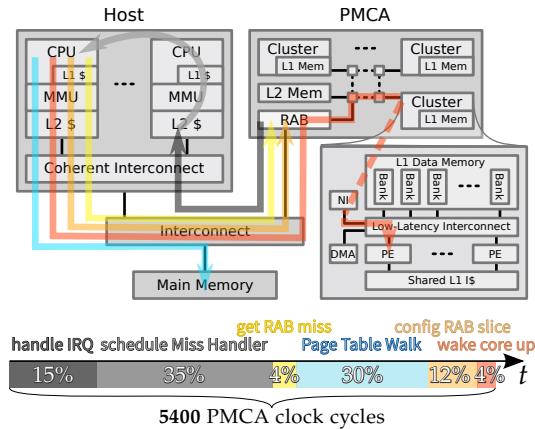 Host
PMCA
CPU
L1 $
MMU
L2 $
...
CPU
L1 $
MMU
L2 $
Coherent Interconnect
Cluster
L1 Mem
Cluster
L1 Mem
L2 Mem
RAB
Cluster
L1 Mem
Interconnect
Main Memory
L1 Data Memory
Bank
Bank
Bank
Bank
NI
Low-Latency Interconnect
DMA
PE
PE
Shared L1 I$
get RAB miss
config RAB slice
handle IRQ
schedule Miss Handler
Page Table Walk
wake core up
15%
35%
4%
30%
12%
4%
t
5400 PMCA clock cycles